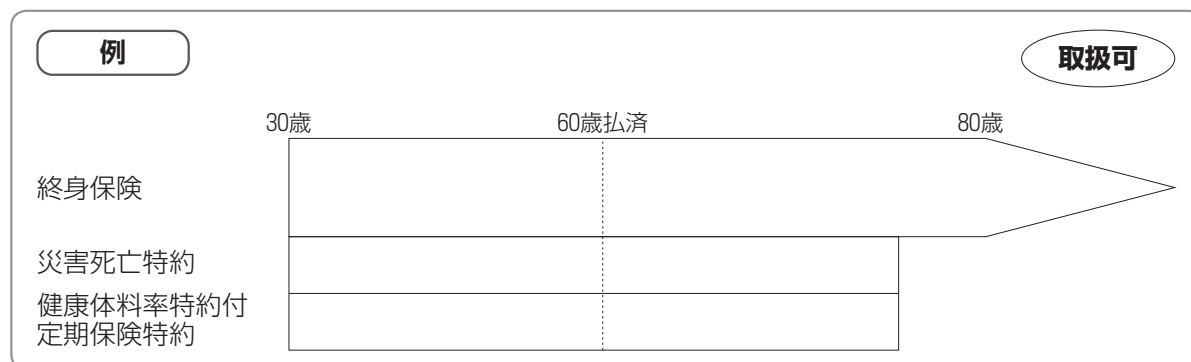 例
取扱可
30歳 60歳払済 80歳
終身保険
災害死亡特約
健康体料率特約付
定期保険特約